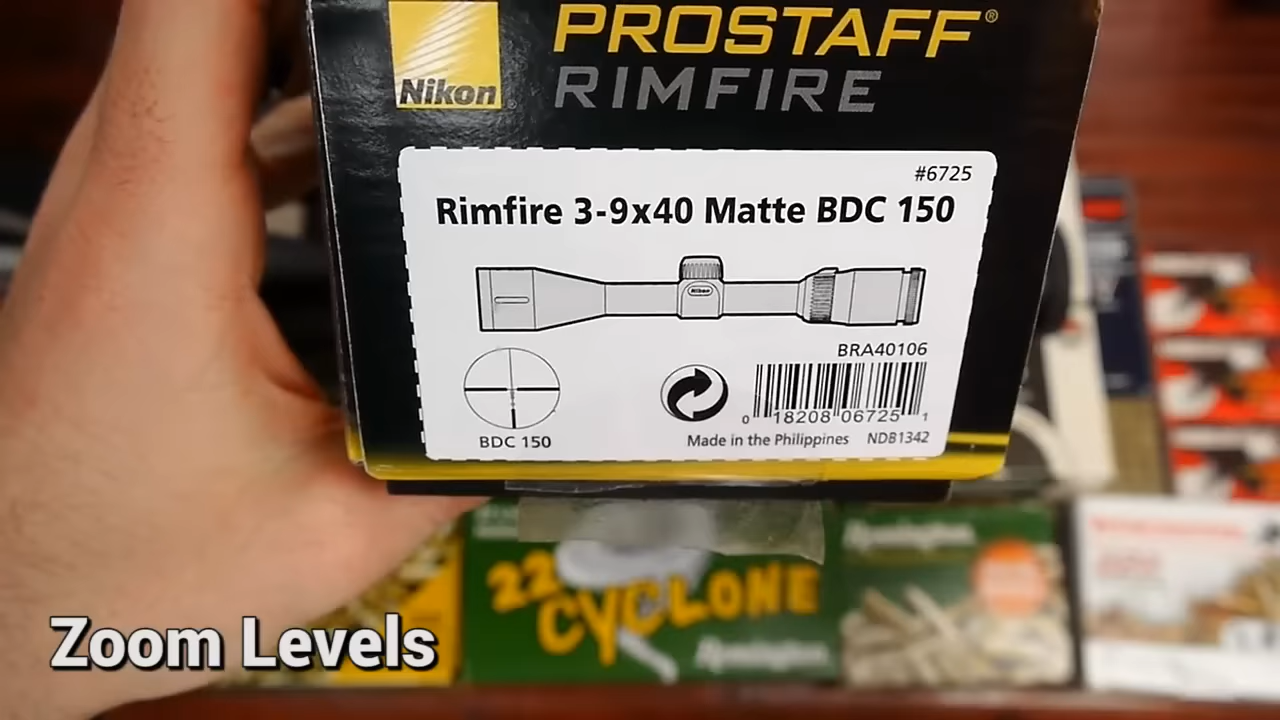 Nikon
PROSTAFF®
RIMFIRE
#6725
Rimfire 3-9x40 Matte BDC 150
Nikon
BRA40106
0 18208 06725 1
BDC 150
Made in the Philippines NDB1342
22
CYCLONE
Remington
Remington
Zoom Levels